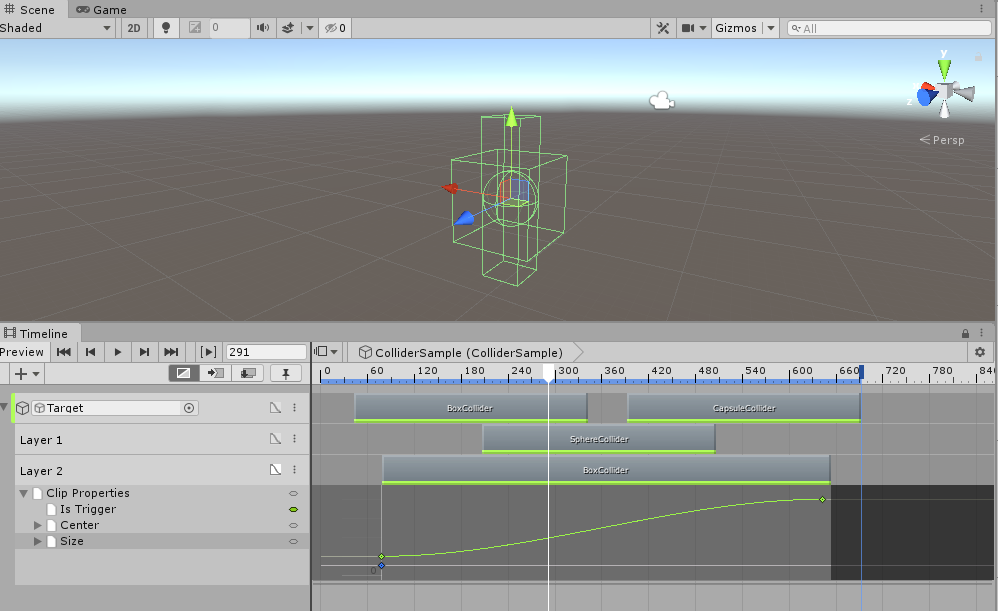 Scene Game
Shaded 2D 0 0 Gizmos All
y
z
Persp
Timeline
Preview 291 ColliderSample (ColliderSample)
0 60 120 180 240 300 360 420 480 540 600 660 720 780 840
Target BoxCollider CapsuleCollider
Layer 1 SphereCollider
Layer 2 BoxCollider
Clip Properties
Is Trigger
Center
Size
0